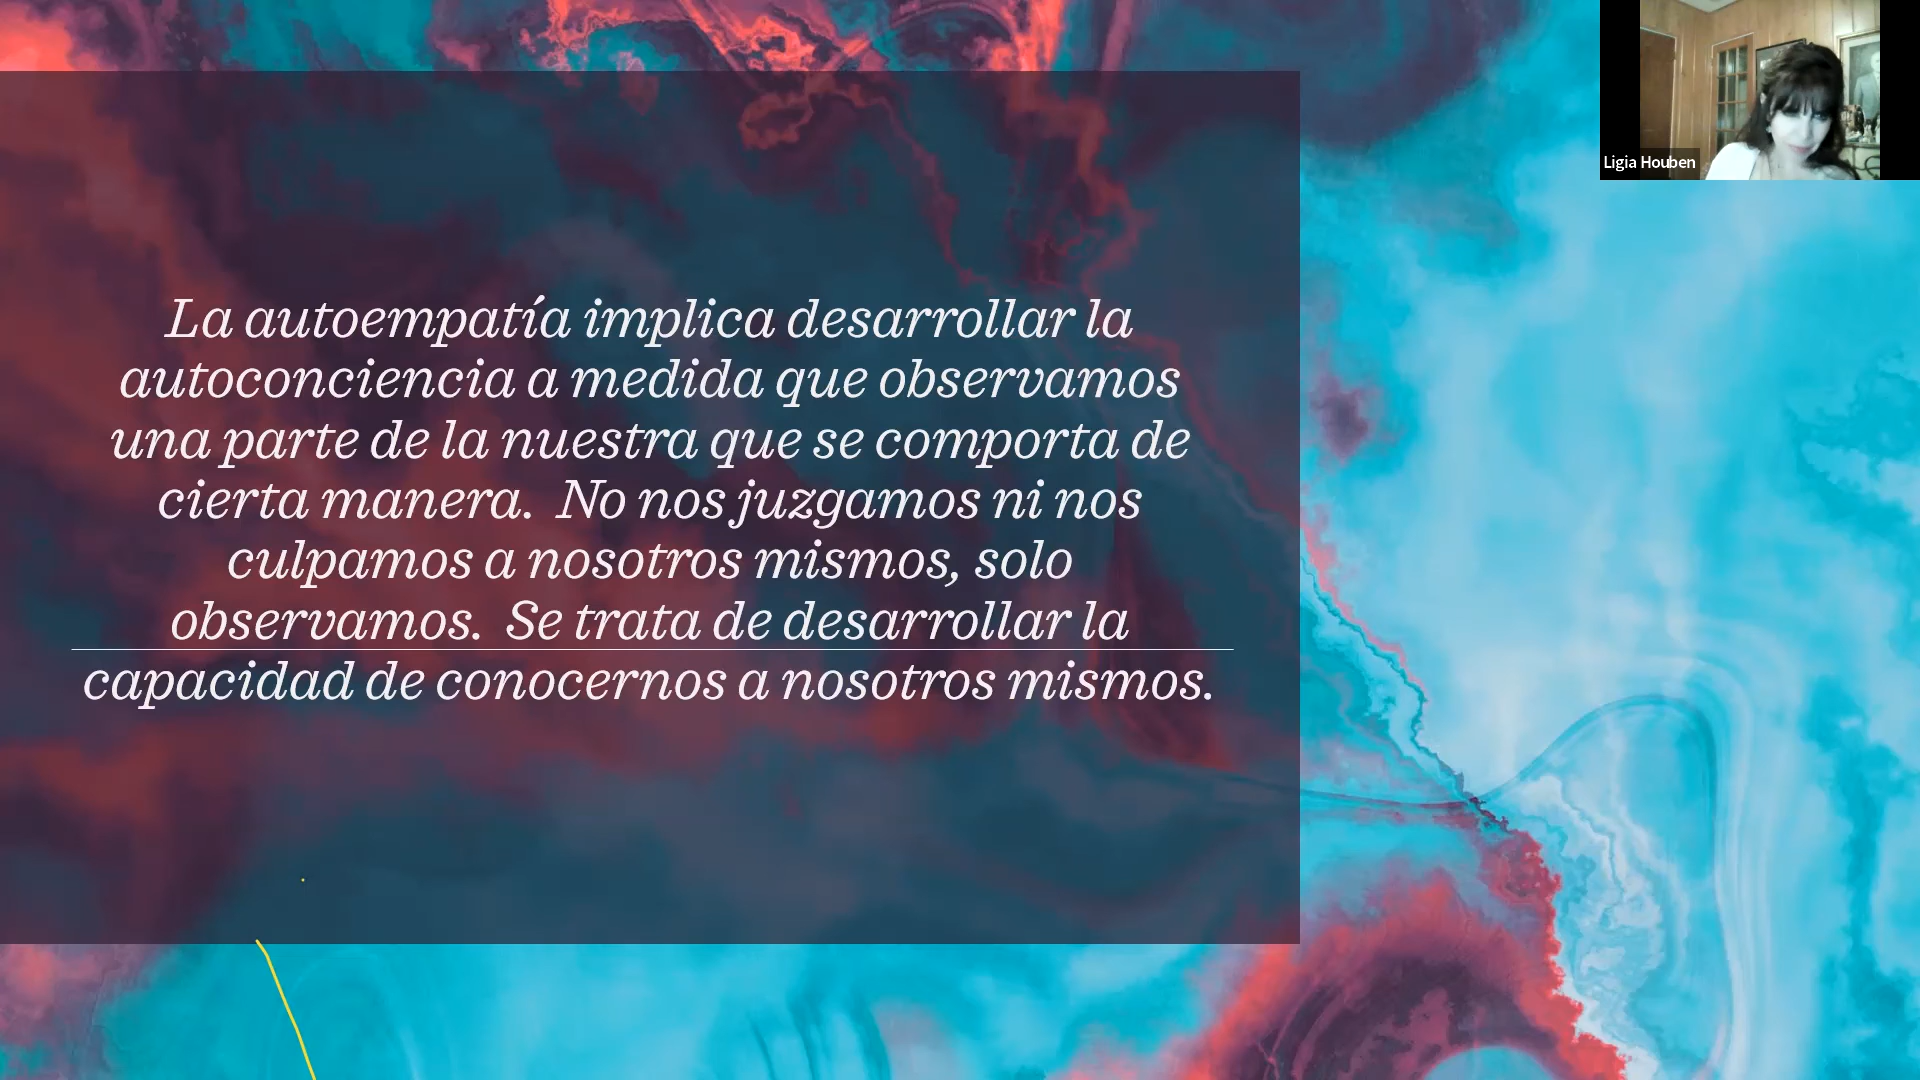 La autoempatía implica desarrollar la
autoconciencia a medida que observamos
una parte de la nuestra que se comporta de
cierta manera.  No nos juzgamos ni nos
culpamos a nosotros mismos, solo
observamos.  Se trata de desarrollar la
capacidad de conocernos a nosotros mismos.
Ligia Houben